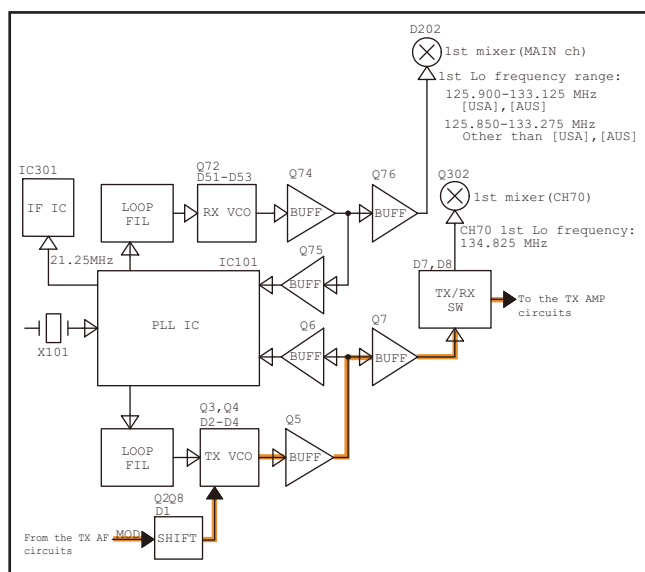 D202
1st mixer(MAIN ch)
1st Lo frequency range:
125.900-133.125 MHz
[USA],[AUS]
125.850-133.275 MHz
Other than [USA],[AUS]
Q72
D51-D53
Q74
Q76
Q302
IC301
IF IC
LOOP
FIL
RX VCO
BUFF
BUFF
1st mixer(CH70)
CH70 1st Lo frequency:
134.825 MHz
21.25MHz
IC101
Q75
BUFF
D7,D8
TX/RX
SW
To the TX AMP
circuits
PLL IC
X101
Q6
BUFF
Q7
BUFF
Q3,Q4
D2-D4
Q5
LOOP
FIL
TX VCO
BUFF
Q2Q8
D1
From the TX AF
circuits
MOD
SHIFT